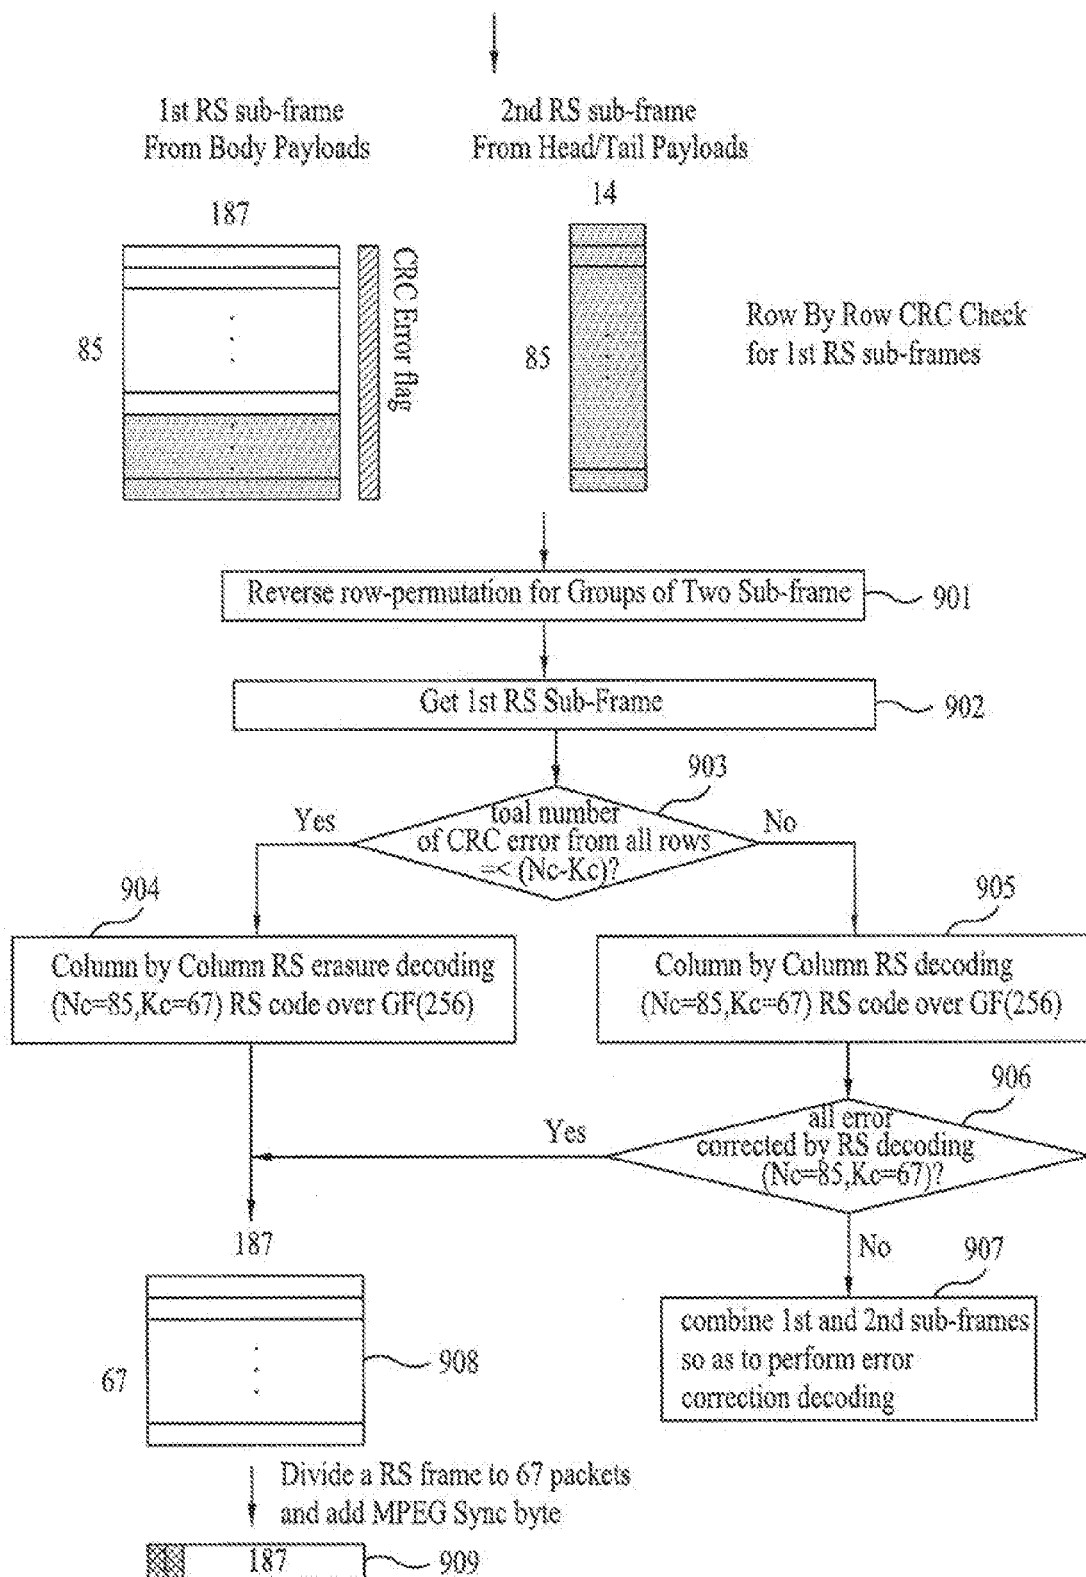 1st RS sub-frame
From Body Payloads
2nd RS sub-frame
From Head/Tail Payloads
187
14
85
CRC Error flag
85
Row By Row CRC Check
for 1st RS sub-frames
Reverse row-permutation for Groups of Two Sub-frame
901
Get 1st RS Sub-Frame
902
903
Yes
toal number
of CRC error from all rows
=< (Nc-Kc)?
No
904
Column by Column RS erasure decoding
(Nc=85,Kc=67) RS code over GF(256)
905
Column by Column RS decoding
(Nc=85,Kc=67) RS code over GF(256)
906
Yes
all error
corrected by RS decoding
(Nc=85,Kc=67)?
No
907
combine 1st and 2nd sub-frames
so as to perform error
correction decoding
187
67
908
Divide a RS frame to 67 packets
and add MPEG Sync byte
187
909